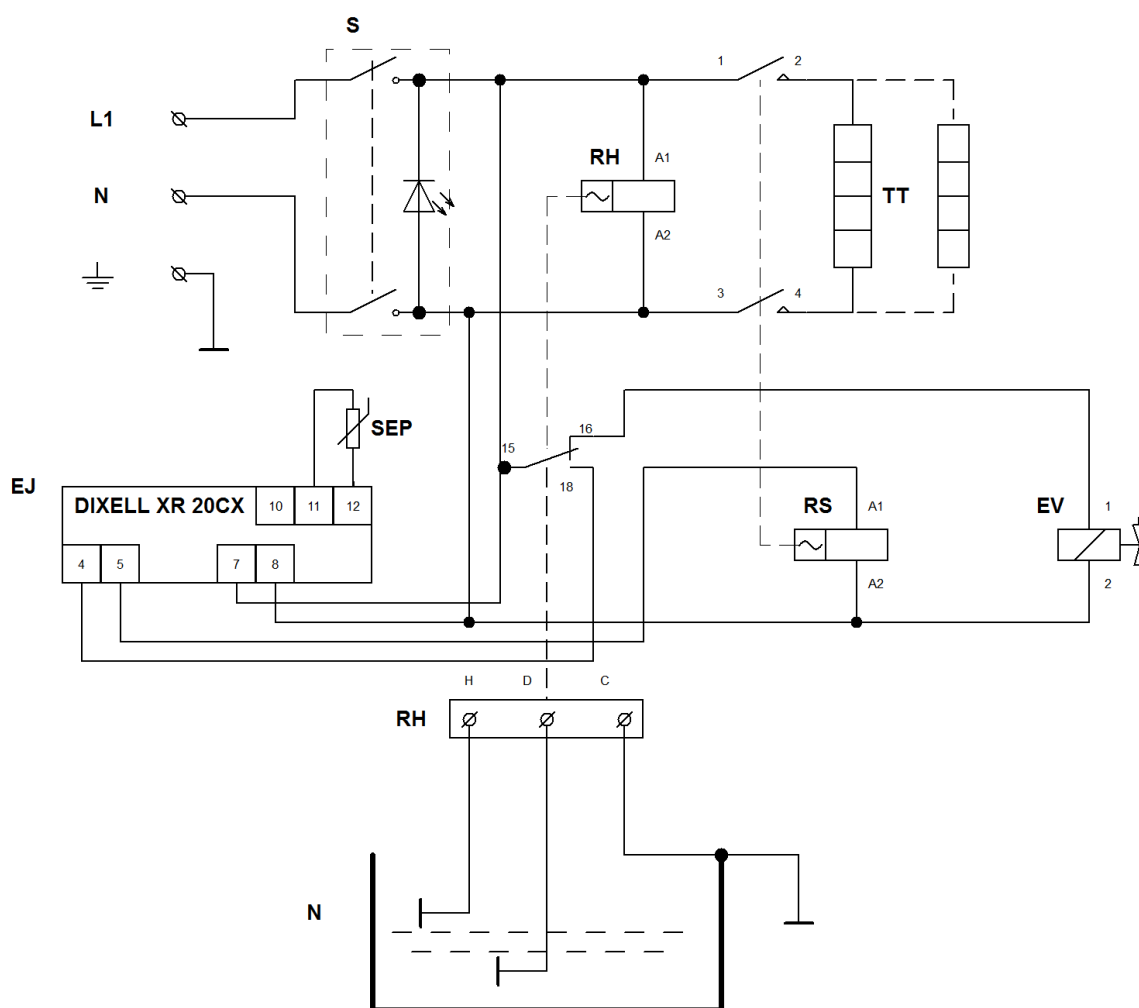 S
1 2
L1
RH A1
N TT
A2
3 4
SEP
15 16
18
EJ DIXELL XR 20CX 10 11 12
RS A1 EV 1
4 5 7 8
A2 2
H D C
RH
N